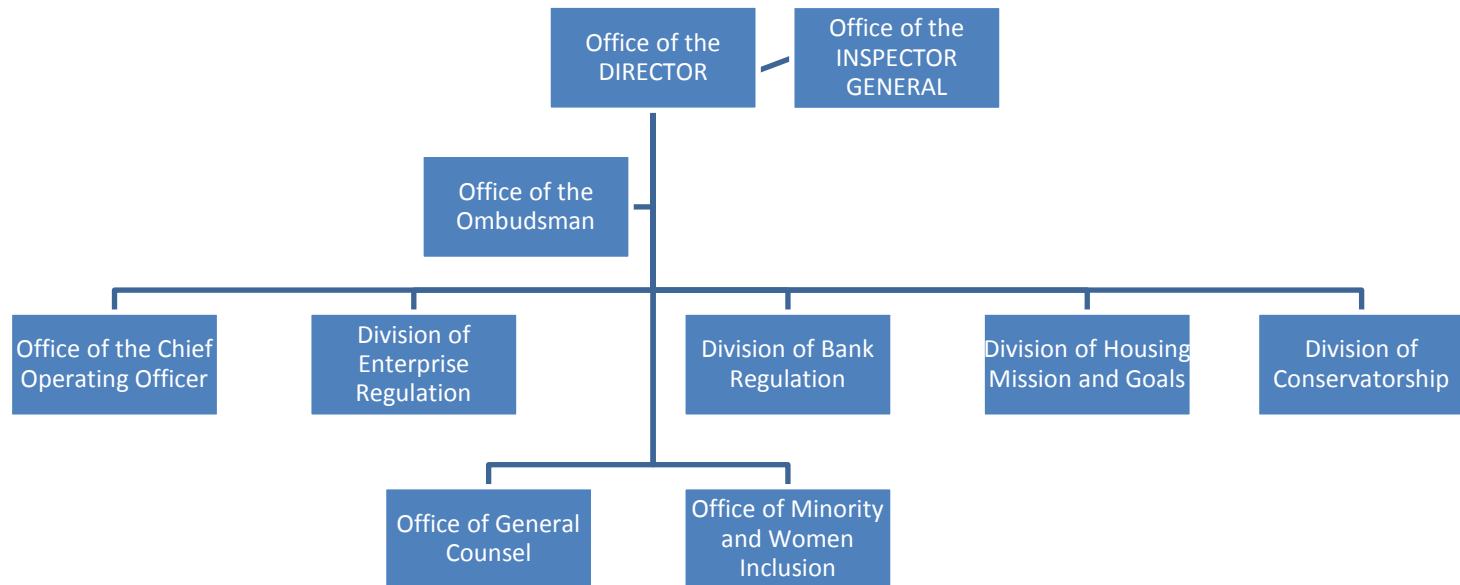 Office of the
DIRECTOR
Office of the
INSPECTOR
GENERAL
Office of the
Ombudsman
Office of the Chief
Operating Officer
Division of
Enterprise
Regulation
Division of Bank
Regulation
Division of Housing
Mission and Goals
Division of
Conservatorship
Office of General
Counsel
Office of Minority
and Women
Inclusion